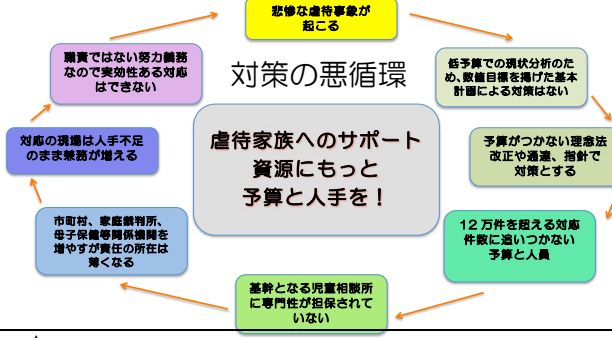 悲惨な虐待事象が
起こる
対策の悪循環
低予算での現状分析のた
め、数値目標を掲げた基本
計画による対策はない
予算がつかない理念法
改正や通達、指針で
対策とする
12万件を超える対応
件数に追いつかない
予算と人員
基幹となる児童相談所
に専門性が担保されて
いない
市町村、家庭裁判所、
母子保健等関係機関を
増やすが責任の所在は
薄くなる
対応の現場は人手不足
のまま兼務が増える
職責ではない努力義務
なので実効性ある対応
はできない
虐待家族へのサポート
資源にもっと
予算と人手を！